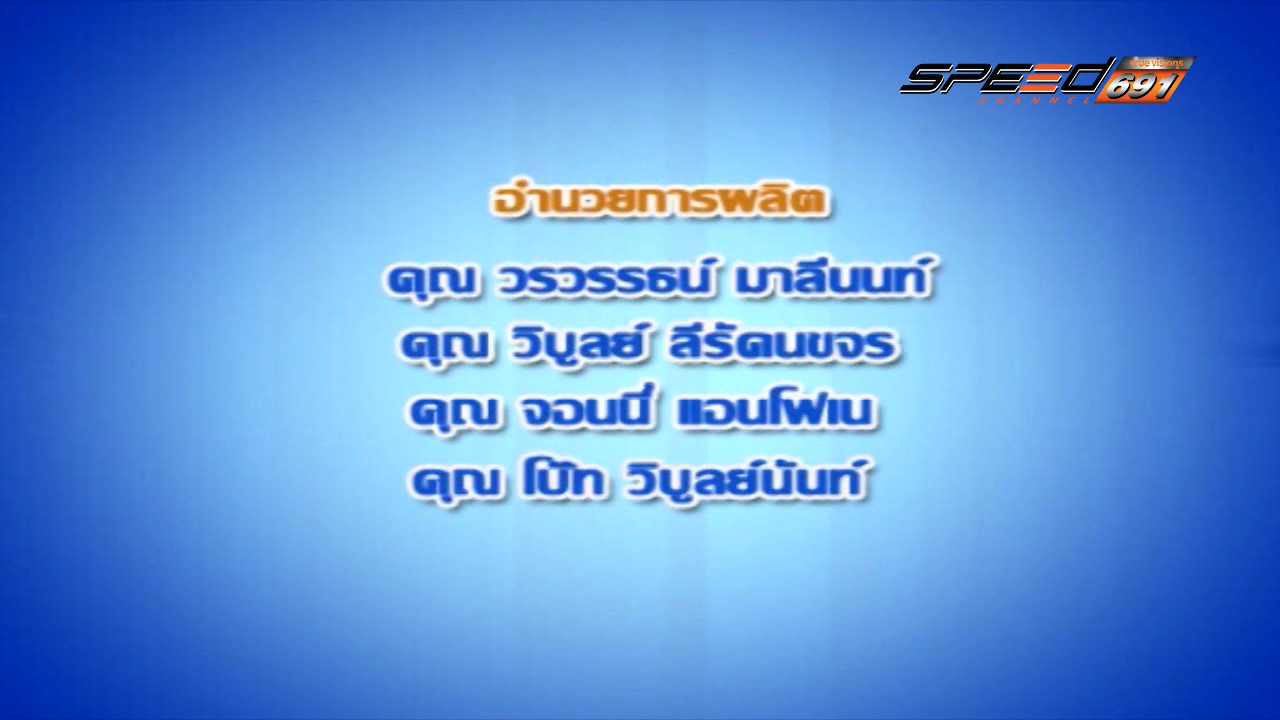 SPEED
CHANNEL
true visions
691
อำนวยการผลิต
คุณ วรวรรธน์ มาลีนนท์
คุณ วิบูลย์ ลีรัตนขจร
คุณ จอนนี่ แอนโฟเน
คุณ โป๊ท วิบูลย์นันท์